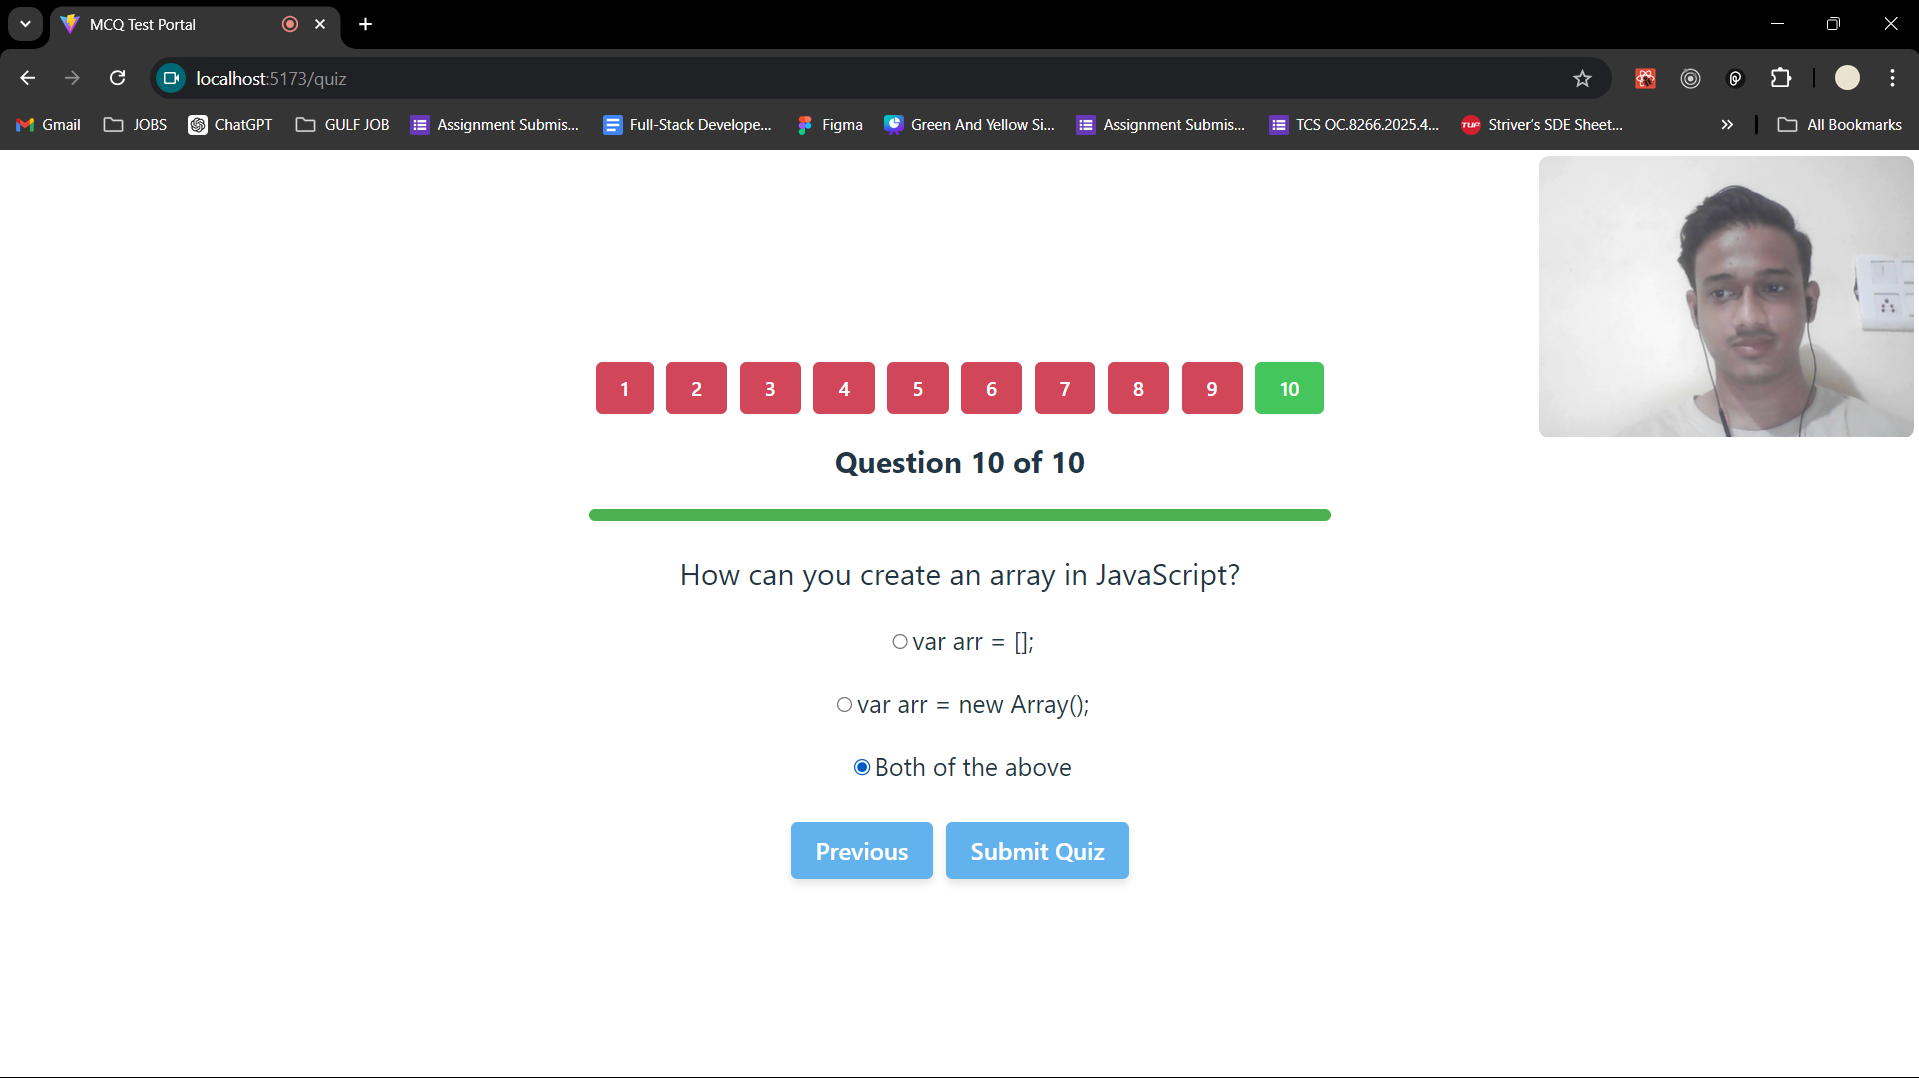 MCQ Test Portal
localhost:5173/quiz
Gmail JOBS ChatGPT GULF JOB Assignment Submis... Full-Stack Develope... Figma Green And Yellow Si... Assignment Submis... TCS OC.8266.2025.4... TUF Striver's SDE Sheet... » All Bookmarks
1 2 3 4 5 6 7 8 9 10
Question 10 of 10
How can you create an array in JavaScript?
var arr = [];
var arr = new Array();
Both of the above
Previous Submit Quiz